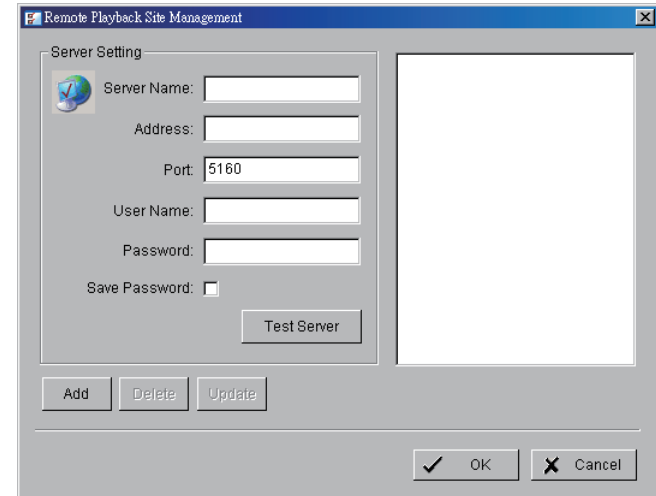 Remote Playback Site Management
Server Setting
Server Name:
Address:
Port: 5160
User Name:
Password:
Save Password:
Test Server
Add Delete Update
OK Cancel